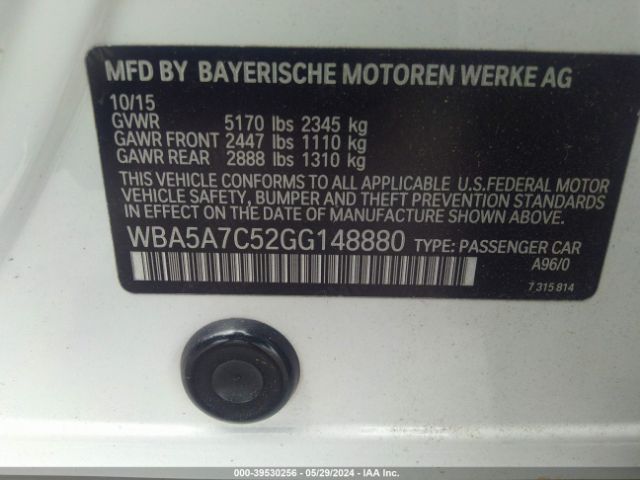 MFD BY BAYERISCHE MOTOREN WERKE AG
10/15
GVWR 5170 lbs 2345 kg
GAWR FRONT 2447 lbs 1110 kg
GAWR REAR 2888 lbs 1310 kg
THIS VEHICLE CONFORMS TO ALL APPLICABLE U.S.FEDERAL MOTOR
VEHICLE SAFETY, BUMPER AND THEFT PREVENTION STANDARDS
IN EFFECT ON THE DATE OF MANUFACTURE SHOWN ABOVE.
WBA5A7C52GG148880 TYPE: PASSENGER CAR
A96/0
7 315 814
000-39530256 - 05/29/2024 - IAA Inc.